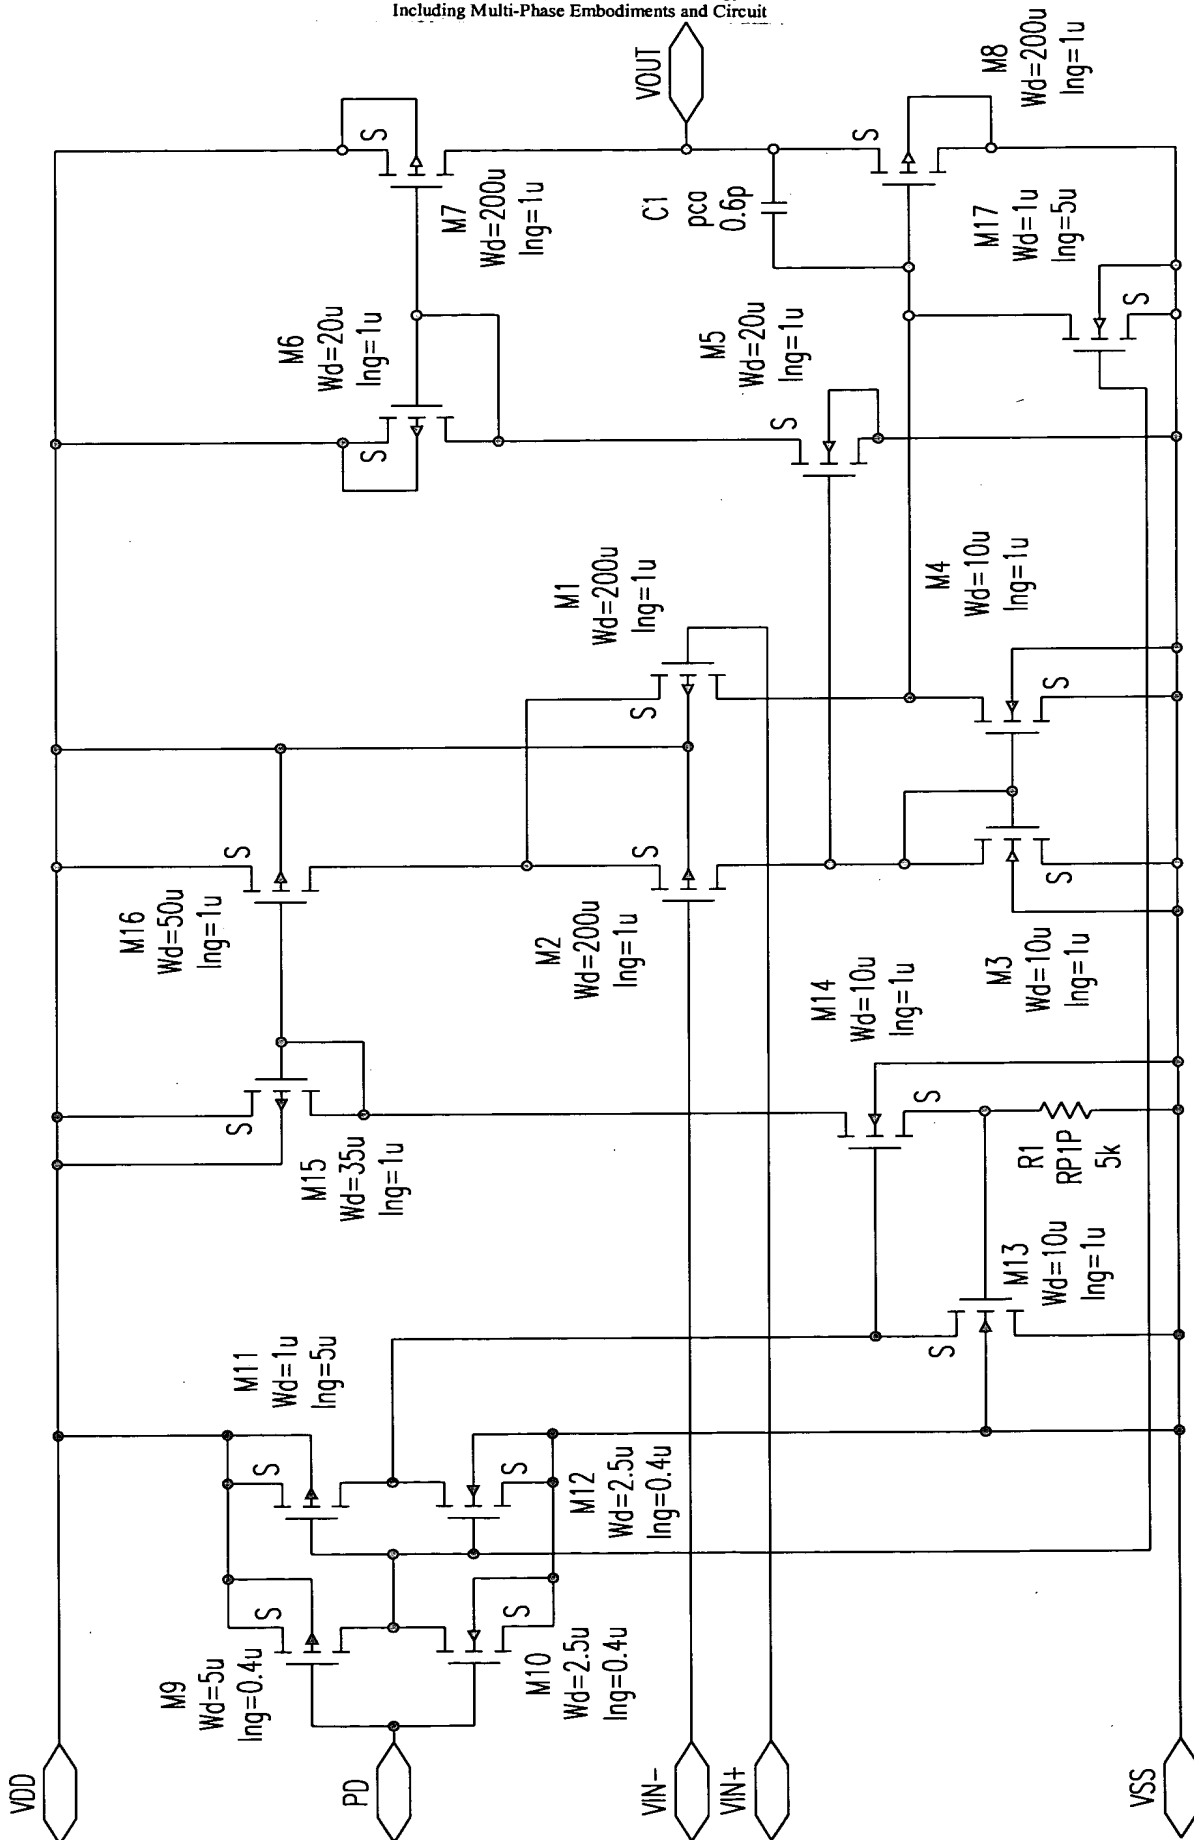 Including Multi-Phase Embodiments and Circuit
VDD
PD
VIN-
VIN+
VSS
VOUT
M9
Wd=5u
lng=0.4u
S
M10
Wd=2.5u
lng=0.4u
S
M11
Wd=1u
lng=5u
S
M12
Wd=2.5u
lng=0.4u
S
M13
Wd=10u
lng=1u
S
R1
RP1P
5k
M15
Wd=35u
lng=1u
S
M14
Wd=10u
lng=1u
S
M16
Wd=50u
lng=1u
S
M2
Wd=200u
lng=1u
S
M3
Wd=10u
lng=1u
S
M1
Wd=200u
lng=1u
S
M4
Wd=10u
lng=1u
S
M6
Wd=20u
lng=1u
S
M5
Wd=20u
lng=1u
S
M7
Wd=200u
lng=1u
S
C1
pco
0.6p
M17
Wd=1u
lng=5u
S
M8
Wd=200u
lng=1u
S